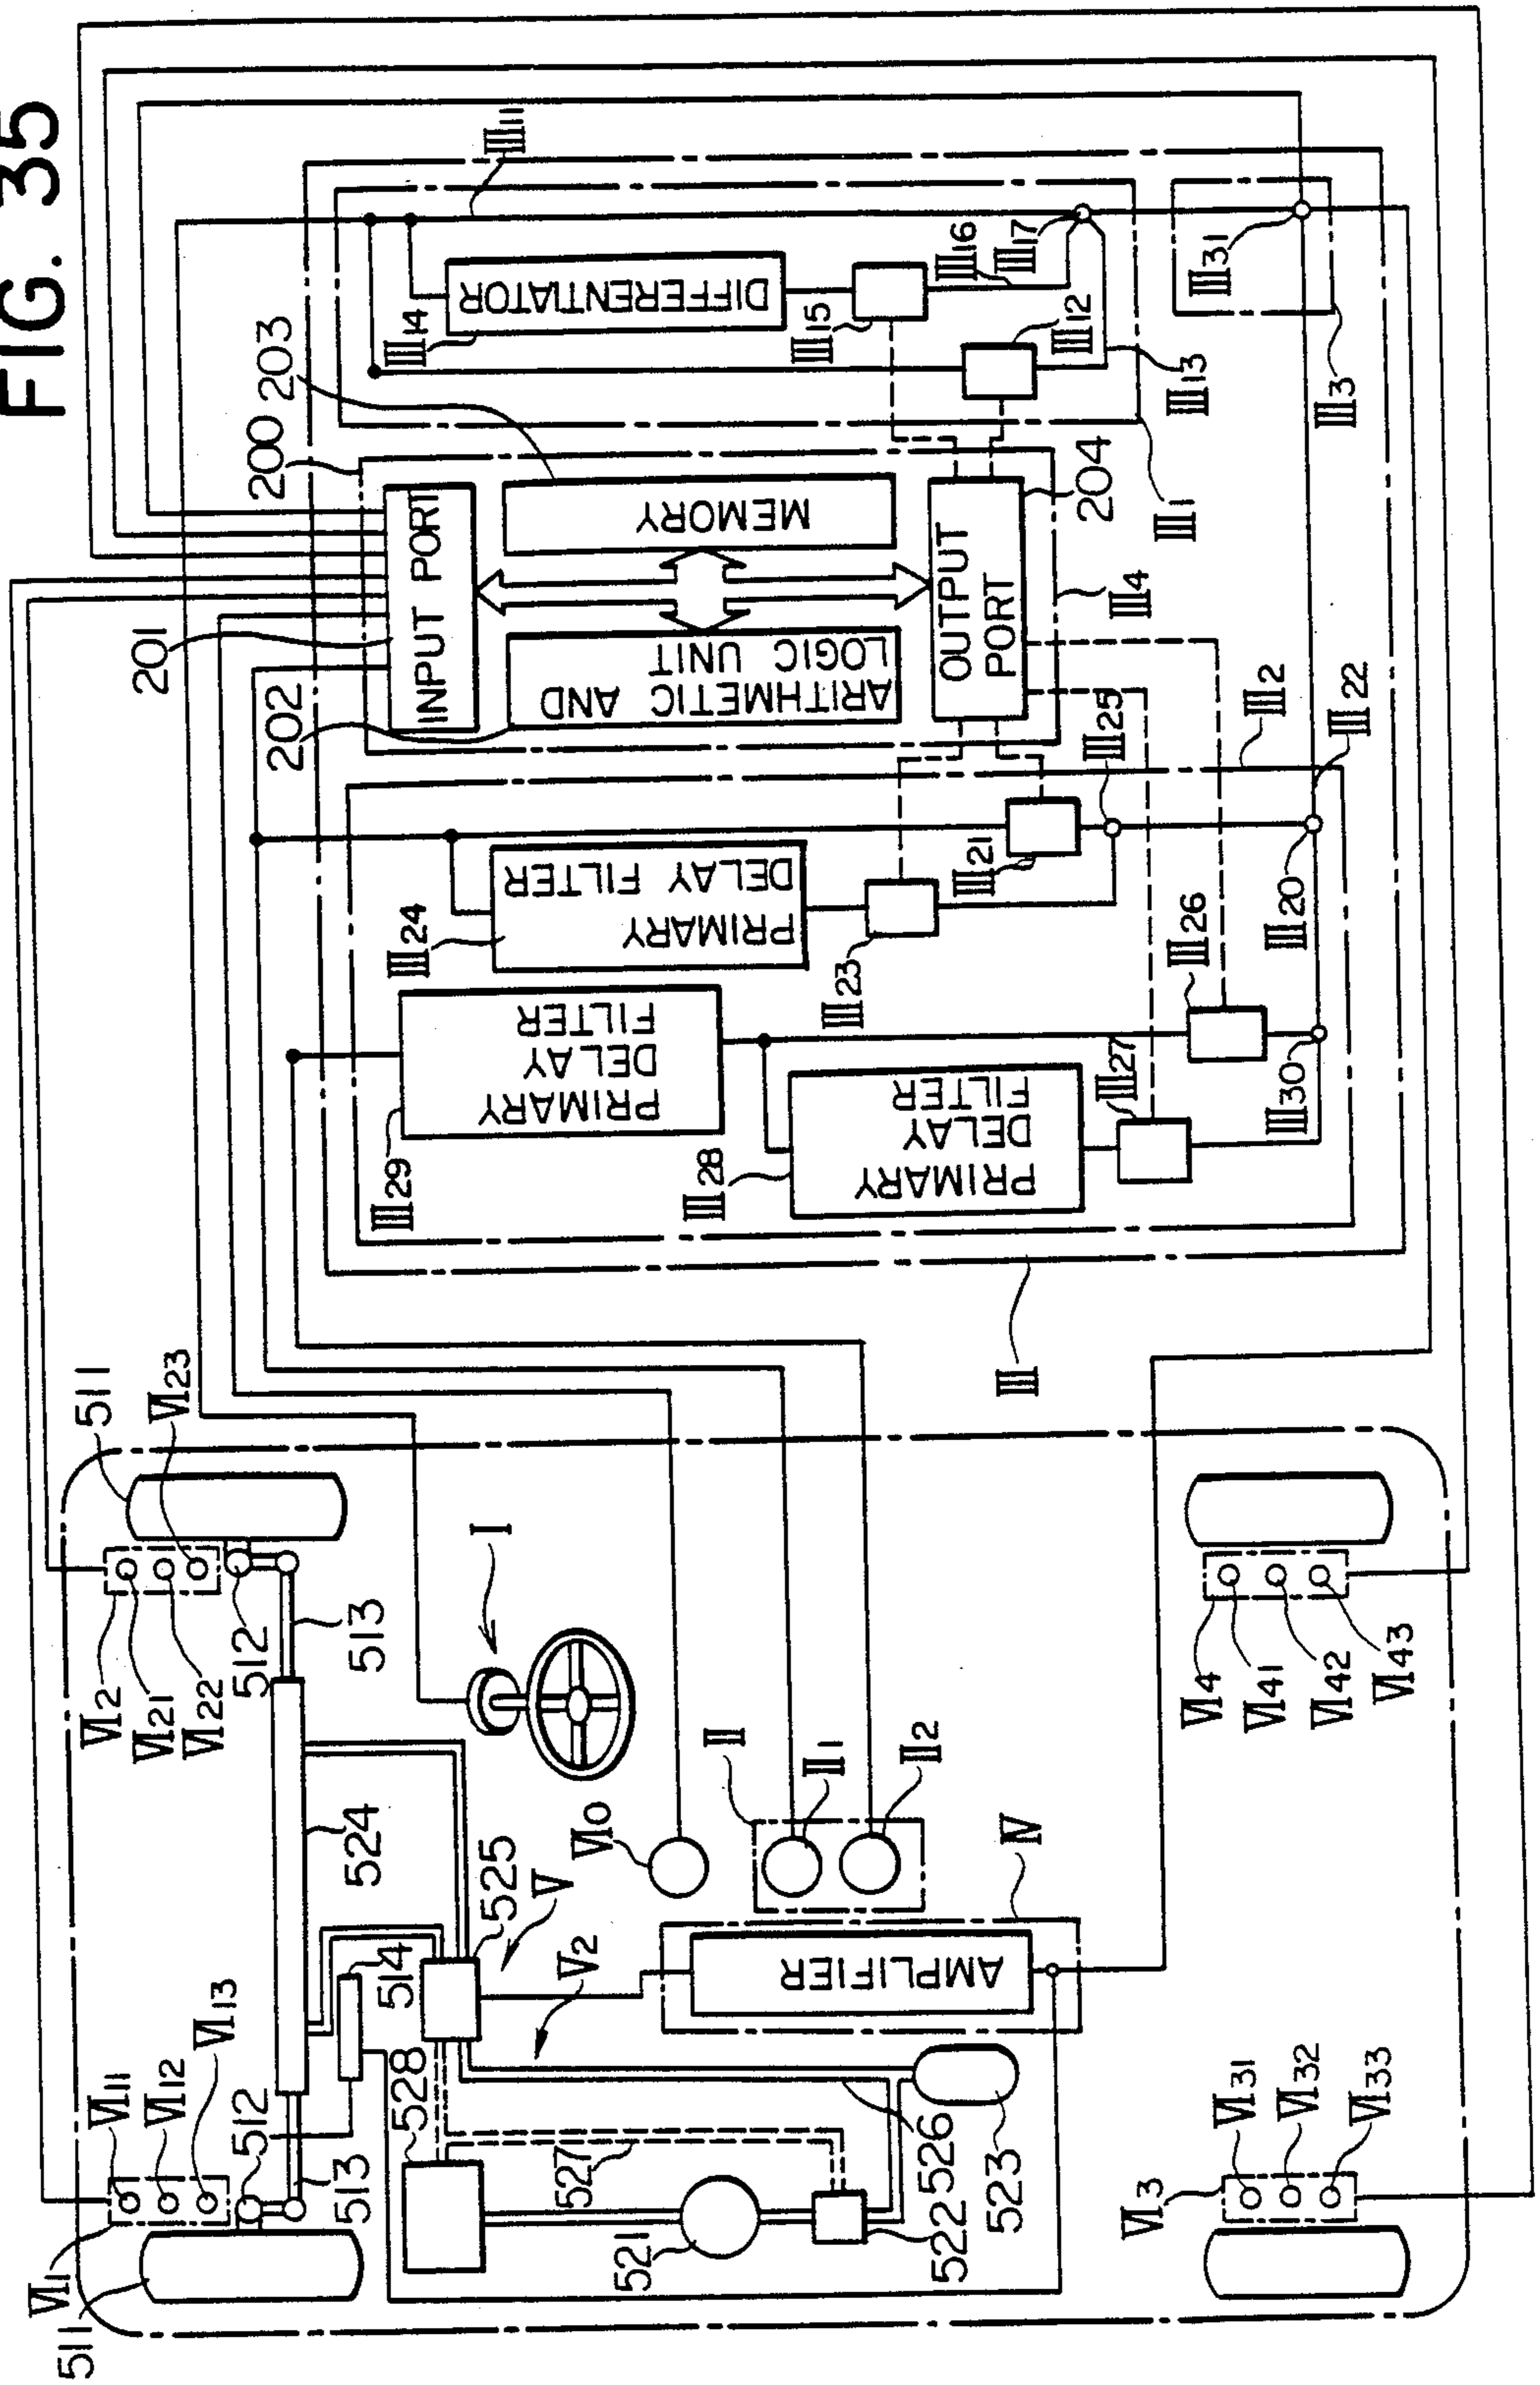 FIG. 35
511
VI1
VI11
VI12
VI13
512
513
514
524
VI2
VI21
VI22
VI23
511
512
513
I
528
525
V
V2
527
521
522
526
523
VI0
II
II1
II2
IV
AMPLIFIER
VI3
VI31
VI32
VI33
VI4
VI41
VI42
VI43
III
III29
PRIMARY
DELAY
FILTER
III28
PRIMARY
DELAY
FILTER
III27
III26
III30
III24
PRIMARY
DELAY FILTER
III23
III21
III25
III20
III22
III2
200
201
INPUT PORT
202
ARITHMETIC AND
LOGIC UNIT
203
MEMORY
OUTPUT
PORT
204
III4
III1
III11
III14
DIFFERENTIATOR
III15
III16
III17
III12
III13
III31
III3